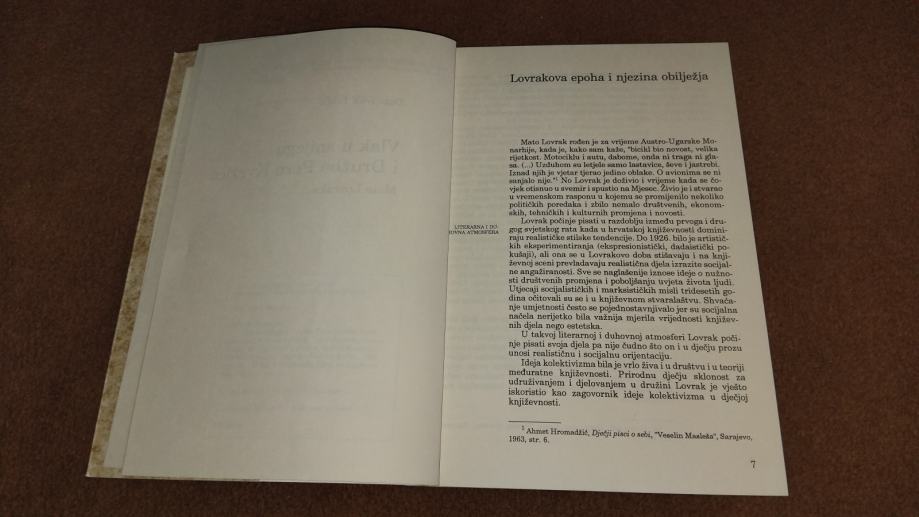 Lovrakova epoha i njezina obilježja
Mato Lovrak rođen je za vrijeme Austro-Ugarske Mo-
narhije, kada je, kako sam kaže, "bicikl bio novost, velika
rijetkost. Motociklu i autu, dabome, onda ni traga ni gla-
sa. (...) Uzduhom su letjele samo lastavice, ševe i jastrebi.
Iznad njih je vjetar tjerao jedino oblake. O avionima se ni
sanjalo nije."1 No Lovrak je doživio i vrijeme kada se čo-
vjek otisnuo u svemir i spustio na Mjesec. Živio je i stvarao
u vremenskom rasponu u kojemu se promijenilo nekoliko
političkih poredaka i zbilo nemalo društvenih, ekonom-
skih, tehničkih i kulturnih promjena i novosti.
LITERARNA I DU-
HOVNA ATMOSFERA
Lovrak počinje pisati u razdoblju između prvoga i dru-
gog svjetskog rata kada u hrvatskoj književnosti domini-
raju realističke stilske tendencije. Do 1926. bilo je artistič-
kih eksperimentiranja (ekspresionistički, dadaistički po-
kušaji), ali ona se u Lovrakovo doba stišavaju i na knji-
ževnoj sceni prevladavaju realistična djela izrazite socijal-
ne angažiranosti. Sve se naglašenije iznose ideje o nužno-
sti društvenih promjena i poboljšanju uvjeta života ljudi.
Utjecaji socijalističkih i marksističkih misli tridesetih go-
dina očitovali su se i u književnom stvaralaštvu. Shvaća-
nje umjetnosti često se pojednostavnjivalo jer su socijalna
načela nerijetko bila važnija mjerila vrijednosti književ-
nih djela nego estetska.
U takvoj literarnoj i duhovnoj atmosferi Lovrak poči-
nje pisati svoja djela pa nije čudno što on i u dječju prozu
unosi realističnu i socijalnu orijentaciju.
Ideja kolektivizma bila je vrlo živa i u društvu i u teoriji
međuratne književnosti. Prirodnu dječju sklonost za
udruživanjem i djelovanjem u družini Lovrak je vješto
iskoristio kao zagovornik ideje kolektivizma u dječjoj
književnosti.
1 Ahmet Hromadžić, Dječji pisci o sebi, "Veselin Masleša", Sarajevo,
1963, str. 6.
7